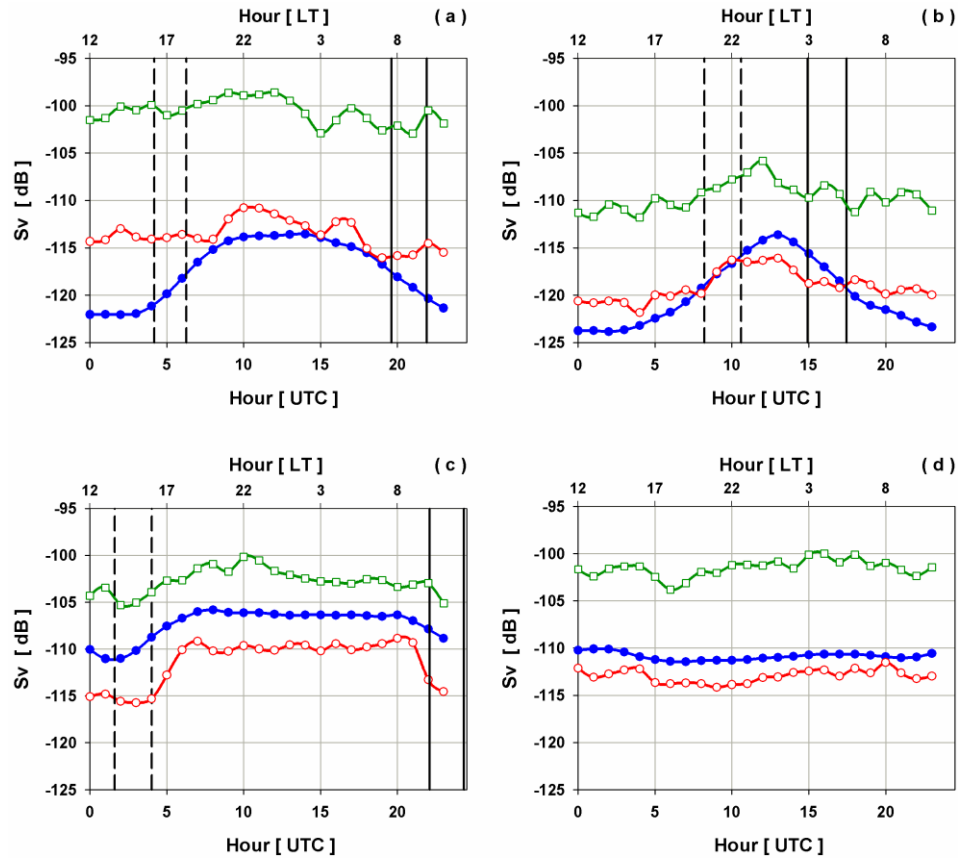 Hour [ LT ] ( a )
12 17 22 3 8
-95
-100
-105
-110
-115
-120
-125
Sv [ dB ]
0 5 10 15 20
Hour [ UTC ]
Hour [ LT ] ( b )
12 17 22 3 8
-95
-100
-105
-110
-115
-120
-125
Sv [ dB ]
0 5 10 15 20
Hour [ UTC ]
Hour [ LT ] ( c )
12 17 22 3 8
-95
-100
-105
-110
-115
-120
-125
Sv [ dB ]
0 5 10 15 20
Hour [ UTC ]
Hour [ LT ] ( d )
12 17 22 3 8
-95
-100
-105
-110
-115
-120
-125
Sv [ dB ]
0 5 10 15 20
Hour [ UTC ]